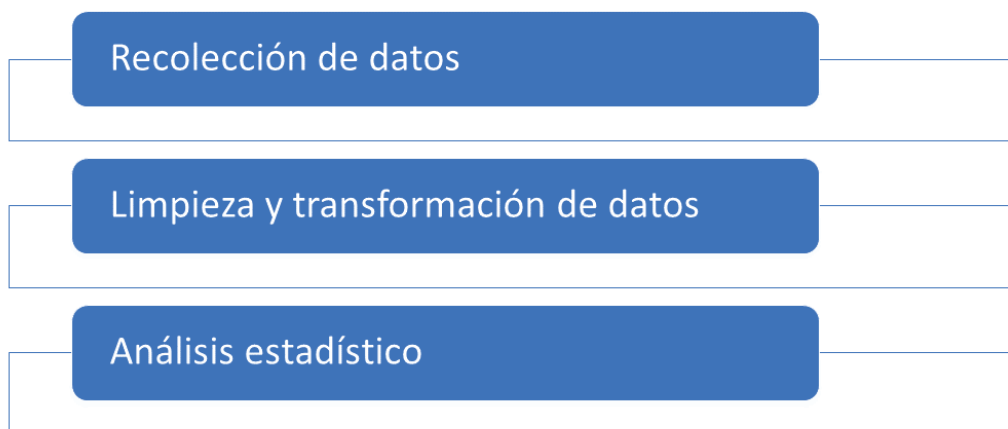 Recolección de datos
Limpieza y transformación de datos
Análisis estadístico